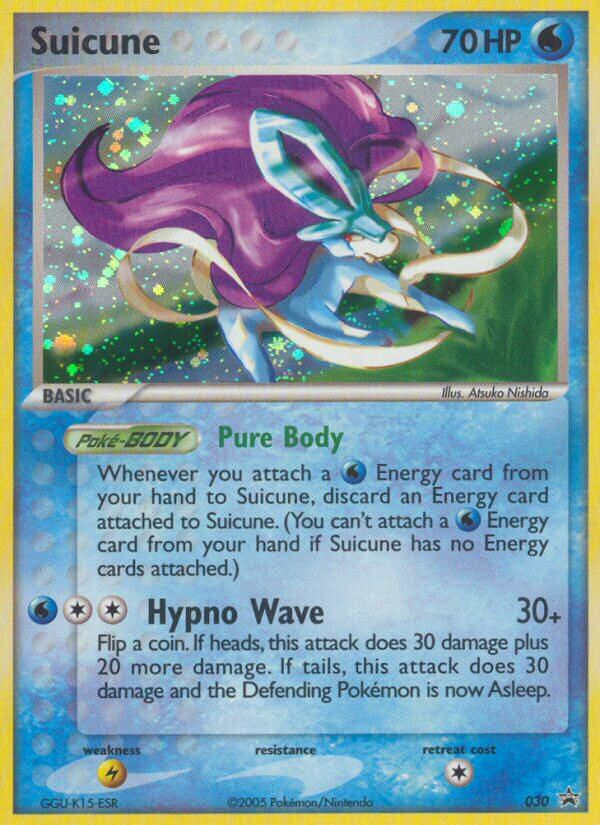 Suicune 70 HP
BASIC Illus. Atsuko Nishida
Poké-BODY Pure Body
Whenever you attach a Energy card from
your hand to Suicune, discard an Energy card
attached to Suicune. (You can't attach a Energy
card from your hand if Suicune has no Energy
cards attached.)
Hypno Wave 30+
Flip a coin. If heads, this attack does 30 damage plus
20 more damage. If tails, this attack does 30
damage and the Defending Pokémon is now Asleep.
weakness resistance retreat cost
GGU-K15-ESR ©2005 Pokémon/Nintendo 030